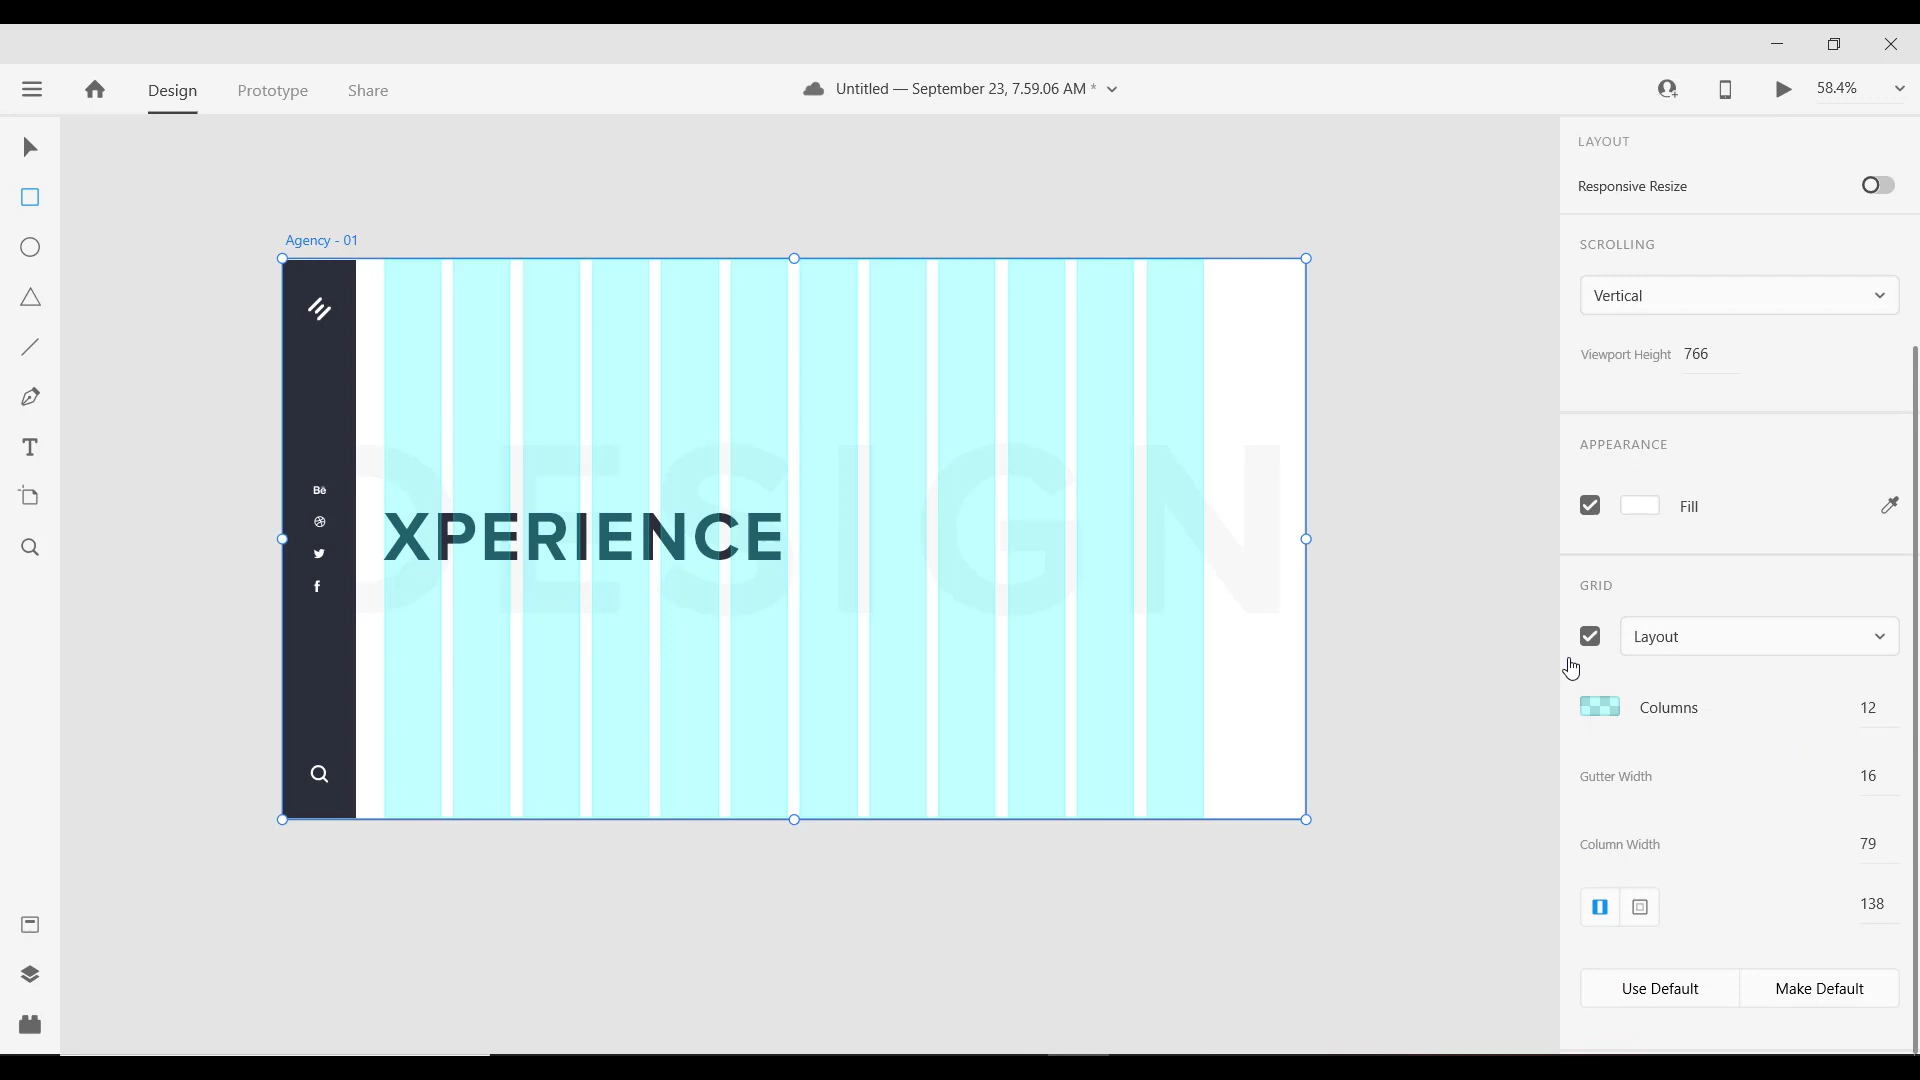 Design
Prototype
Share
Untitled — September 23, 7.59.06 AM *
58.4%
LAYOUT
Responsive Resize
SCROLLING
Vertical
Viewport Height 766
APPEARANCE
Fill
GRID
Layout
Columns 12
Gutter Width 16
Column Width 79
138
Use Default
Make Default
Agency - 01
DESIGN
Bē
XPERIENCE
f